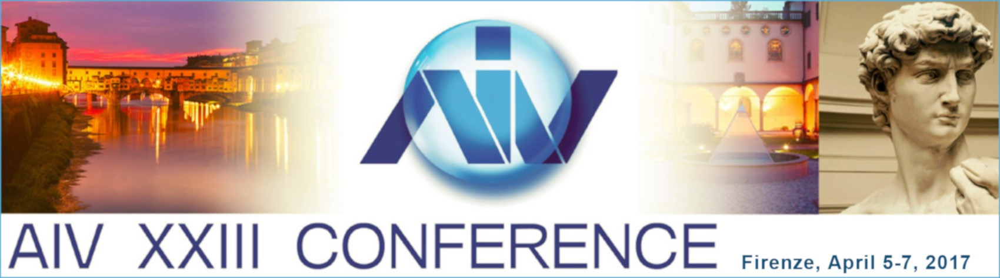 AiV
AIV XXIII CONFERENCE
Firenze, April 5-7, 2017